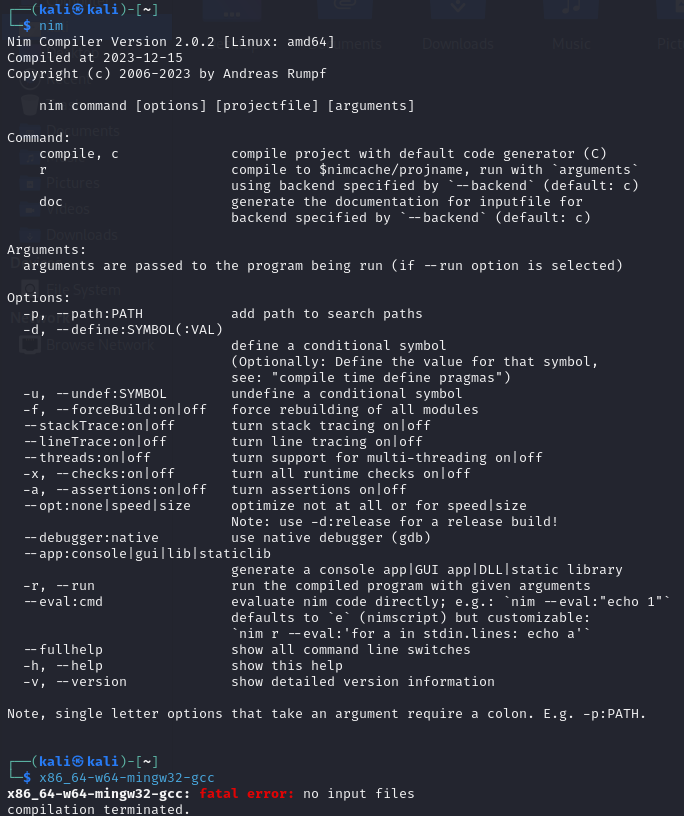 ┌──(kali㉿kali)-[~]
└─$ nim
Nim Compiler Version 2.0.2 [Linux: amd64]
Compiled at 2023-12-15
Copyright (c) 2006-2023 by Andreas Rumpf

    nim command [options] [projectfile] [arguments]

Command:
    compile, c              compile project with default code generator (C)
    r                       compile to $nimcache/projname, run with `arguments`
                            using backend specified by `--backend` (default: c)
    doc                     generate the documentation for inputfile for
                            backend specified by `--backend` (default: c)

Arguments:
  arguments are passed to the program being run (if --run option is selected)

Options:
  -p, --path:PATH           add path to search paths
  -d, --define:SYMBOL(:VAL)
                            define a conditional symbol
                            (Optionally: Define the value for that symbol,
                            see: "compile time define pragmas")
  -u, --undef:SYMBOL        undefine a conditional symbol
  -f, --forceBuild:on|off   force rebuilding of all modules
  --stackTrace:on|off       turn stack tracing on|off
  --lineTrace:on|off        turn line tracing on|off
  --threads:on|off          turn support for multi-threading on|off
  -x, --checks:on|off       turn all runtime checks on|off
  -a, --assertions:on|off   turn assertions on|off
  --opt:none|speed|size     optimize not at all or for speed|size
                            Note: use -d:release for a release build!
  --debugger:native         use native debugger (gdb)
  --app:console|gui|lib|staticlib
                            generate a console app|GUI app|DLL|static library
  -r, --run                 run the compiled program with given arguments
  --eval:cmd                evaluate nim code directly; e.g.: `nim --eval:"echo 1"`
                            defaults to `e` (nimscript) but customizable:
                            `nim r --eval:'for a in stdin.lines: echo a'`
  --fullhelp                show all command line switches
  -h, --help                show this help
  -v, --version             show detailed version information

Note, single letter options that take an argument require a colon. E.g. -p:PATH.

┌──(kali㉿kali)-[~]
└─$ x86_64-w64-mingw32-gcc
x86_64-w64-mingw32-gcc: fatal error: no input files
compilation terminated.
Downloads
Music
Documents
Pictures
Videos
Downloads
File System
Browse Network